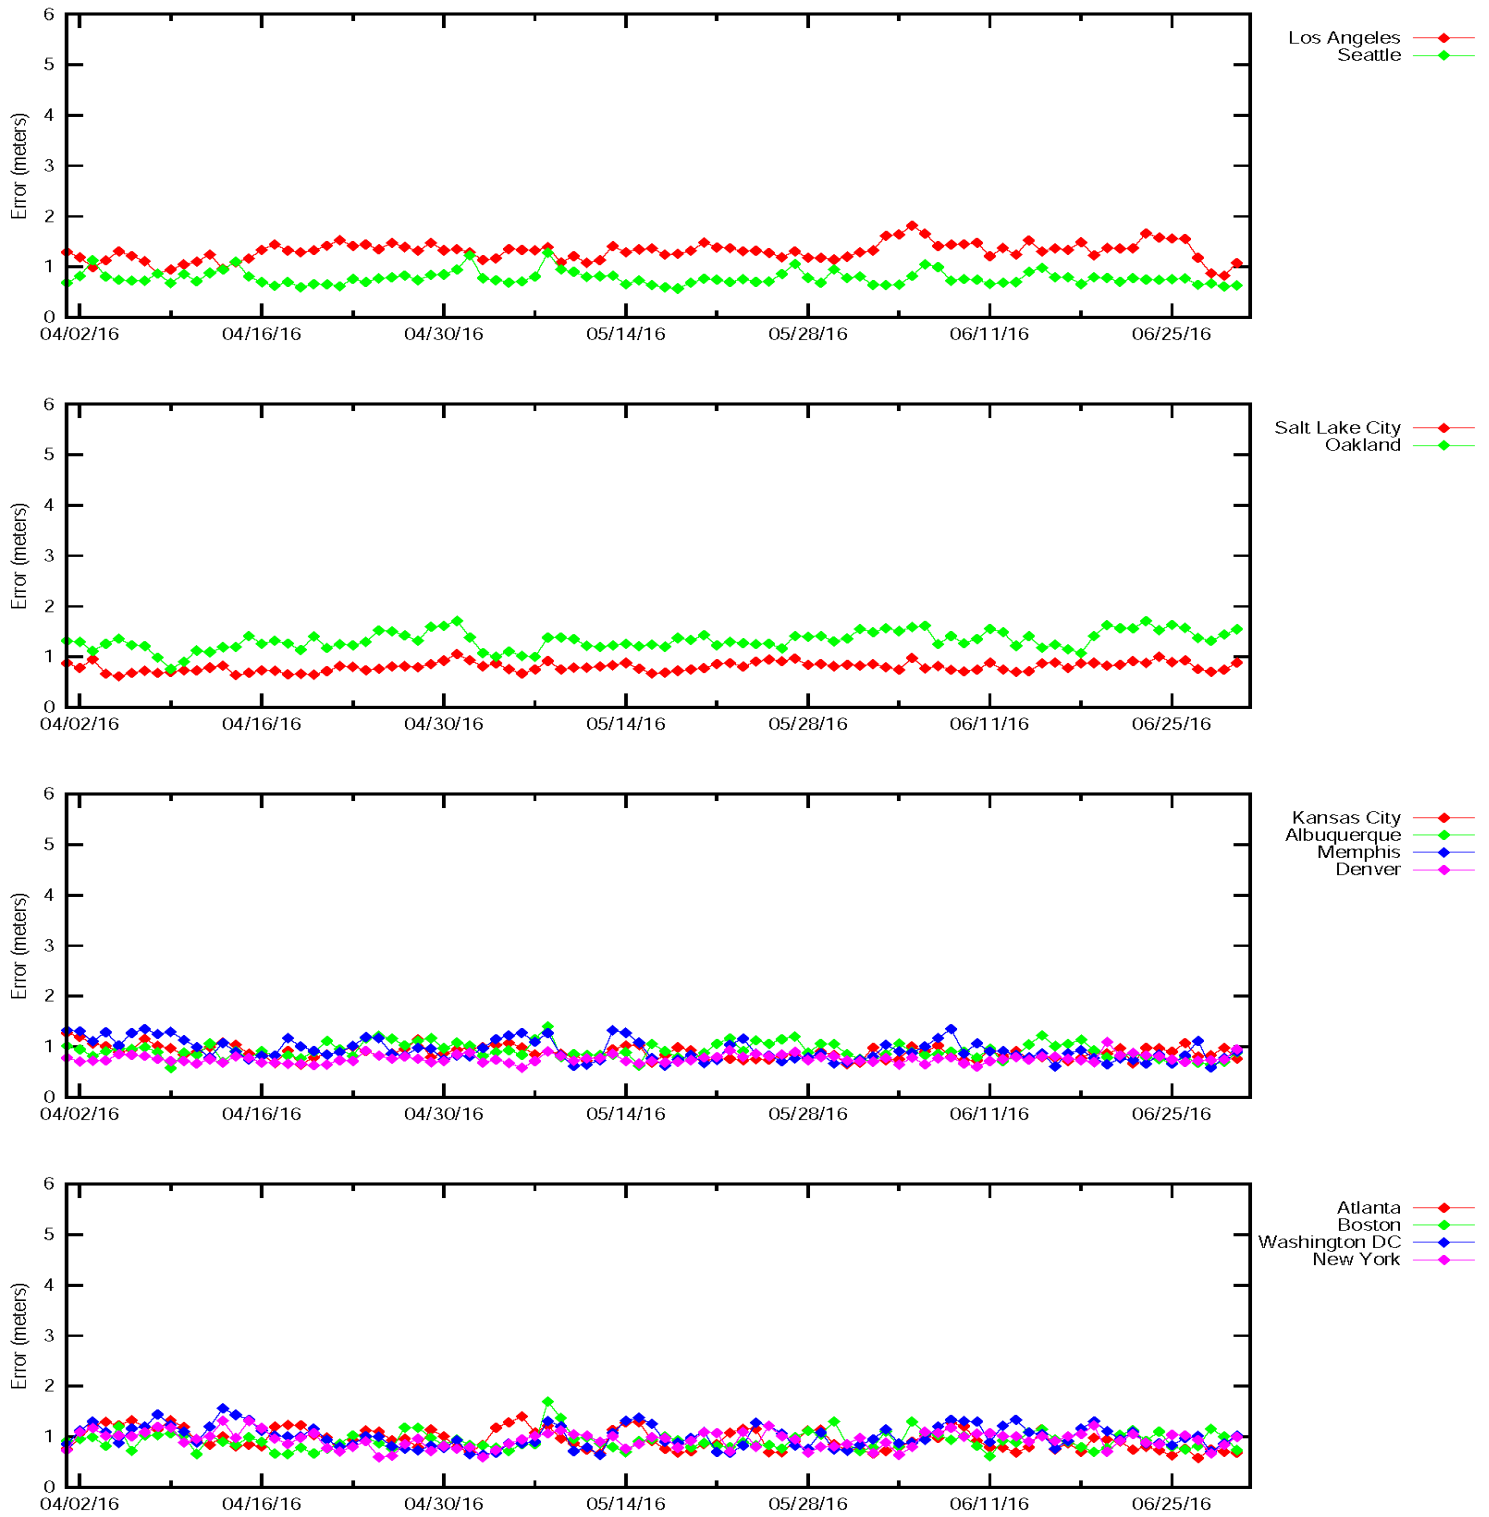 6
5
4
3
2
1
0
Error (meters)
04/02/16 04/16/16 04/30/16 05/14/16 05/28/16 06/11/16 06/25/16
Los Angeles
Seattle
6
5
4
3
2
1
0
Error (meters)
04/02/16 04/16/16 04/30/16 05/14/16 05/28/16 06/11/16 06/25/16
Salt Lake City
Oakland
6
5
4
3
2
1
0
Error (meters)
04/02/16 04/16/16 04/30/16 05/14/16 05/28/16 06/11/16 06/25/16
Kansas City
Albuquerque
Memphis
Denver
6
5
4
3
2
1
0
Error (meters)
04/02/16 04/16/16 04/30/16 05/14/16 05/28/16 06/11/16 06/25/16
Atlanta
Boston
Washington DC
New York